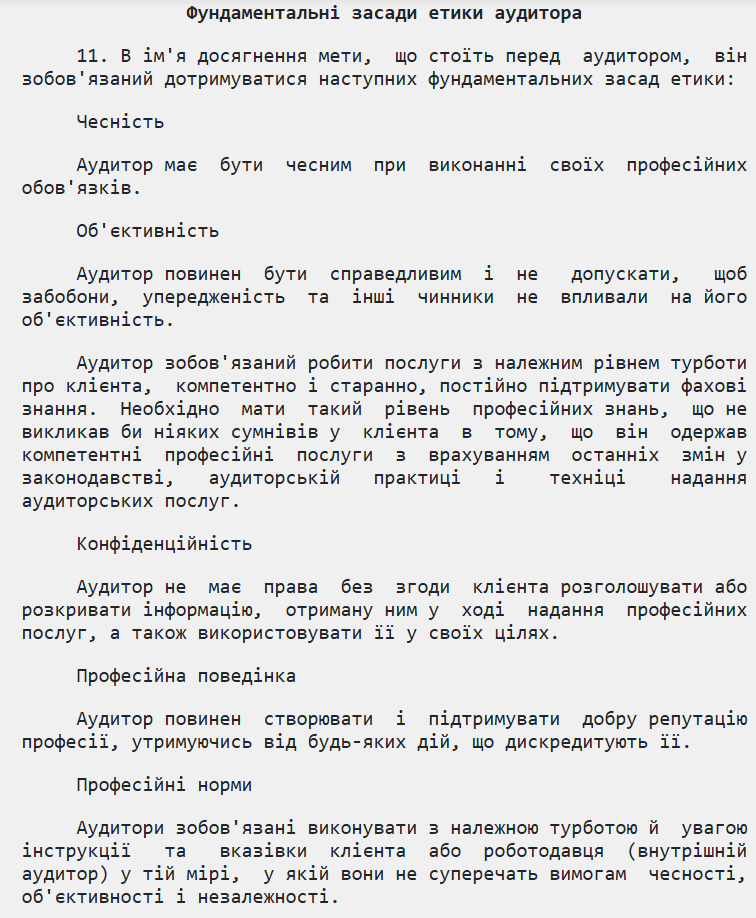 Фундаментальні засади етики аудитора
11. В ім'я досягнення мети, що стоїть перед аудитором, він
зобов'язаний дотримуватися наступних фундаментальних засад етики:
Чесність
Аудитор має бути чесним при виконанні своїх професійних
обов'язків.
Об'єктивність
Аудитор повинен бути справедливим і не допускати, щоб
забобони, упередженість та інші чинники не впливали на його
об'єктивність.
Аудитор зобов'язаний робити послуги з належним рівнем турботи
про клієнта, компетентно і старанно, постійно підтримувати фахові
знання. Необхідно мати такий рівень професійних знань, що не
викликав би ніяких сумнівів у клієнта в тому, що він одержав
компетентні професійні послуги з врахуванням останніх змін у
законодавстві, аудиторській практиці і техніці надання
аудиторських послуг.
Конфіденційність
Аудитор не має права без згоди клієнта розголошувати або
розкривати інформацію, отриману ним у ході надання професійних
послуг, а також використовувати її у своїх цілях.
Професійна поведінка
Аудитор повинен створювати і підтримувати добру репутацію
професії, утримуючись від будь-яких дій, що дискредитують її.
Професійні норми
Аудитори зобов'язані виконувати з належною турботою й увагою
інструкції та вказівки клієнта або роботодавця (внутрішній
аудитор) у тій мірі, у якій вони не суперечать вимогам чесності,
об'єктивності і незалежності.